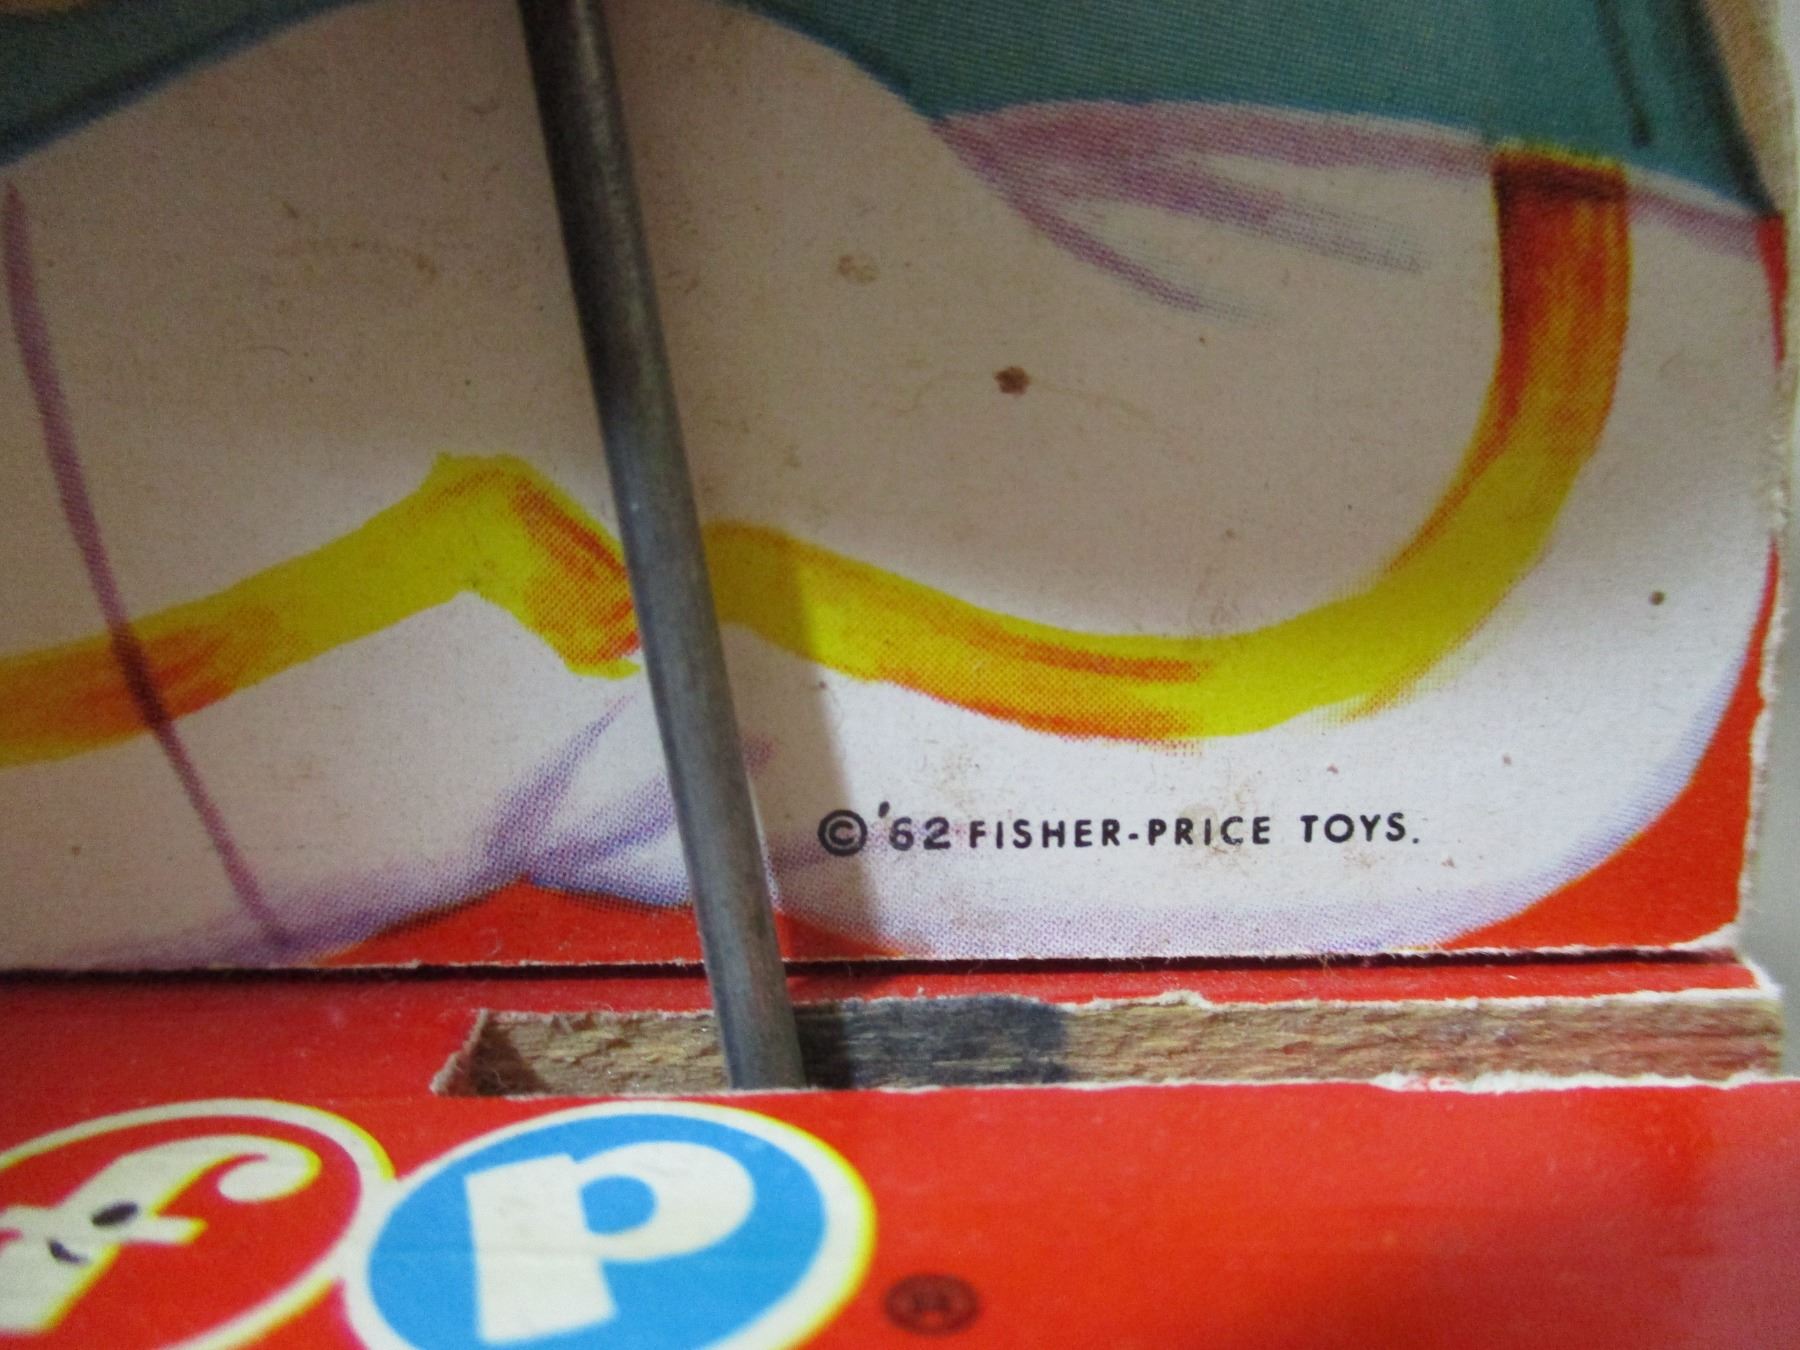 ©'62 FISHER-PRICE TOYS.
f p